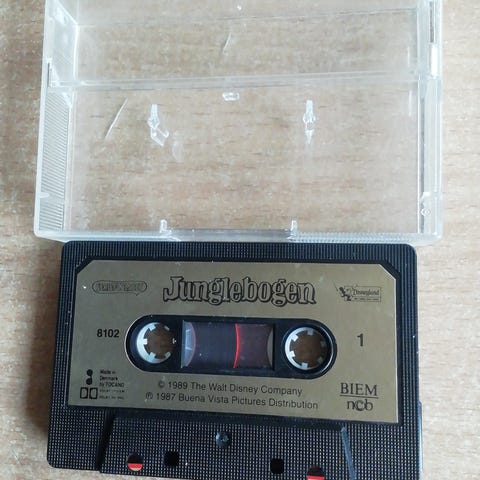 Junglebogen
Disneyland
8102
1
Made in
Denmark
by TOCANO
© 1989 The Walt Disney Company
℗ 1987 Buena Vista Pictures Distribution
BIEM
ncb